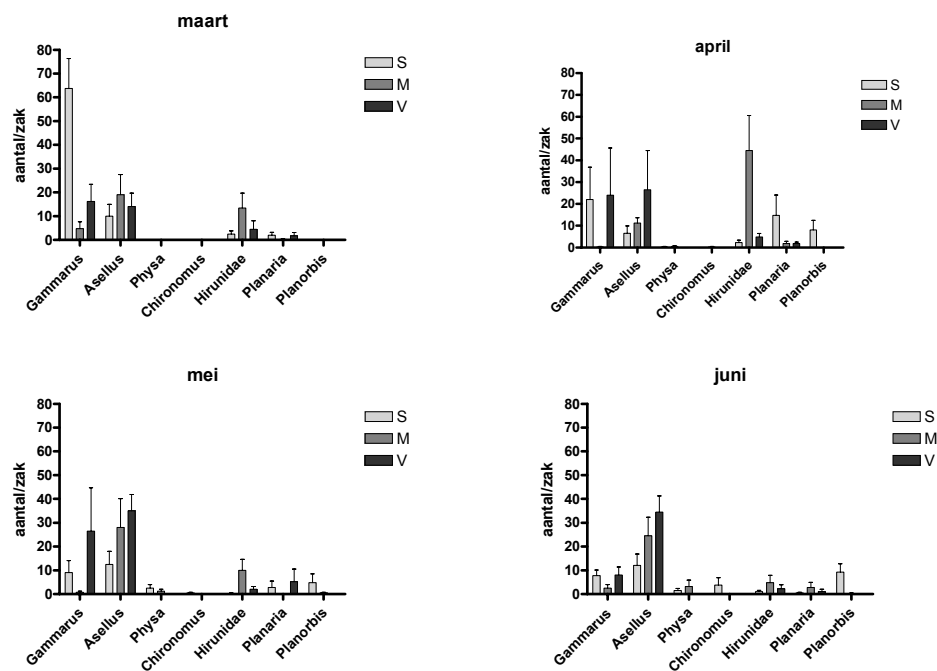 maart
aantal/zak
80
70
60
50
40
30
20
10
0
Gammarus
Asellus
Physa
Chironomus
Hirunidae
Planaria
Planorbis
S
M
V
april
aantal/zak
80
70
60
50
40
30
20
10
0
Gammarus
Asellus
Physa
Chironomus
Hirunidae
Planaria
Planorbis
S
M
V
mei
aantal/zak
80
70
60
50
40
30
20
10
0
Gammarus
Asellus
Physa
Chironomus
Hirunidae
Planaria
Planorbis
S
M
V
juni
aantal/zak
80
70
60
50
40
30
20
10
0
Gammarus
Asellus
Physa
Chironomus
Hirunidae
Planaria
Planorbis
S
M
V